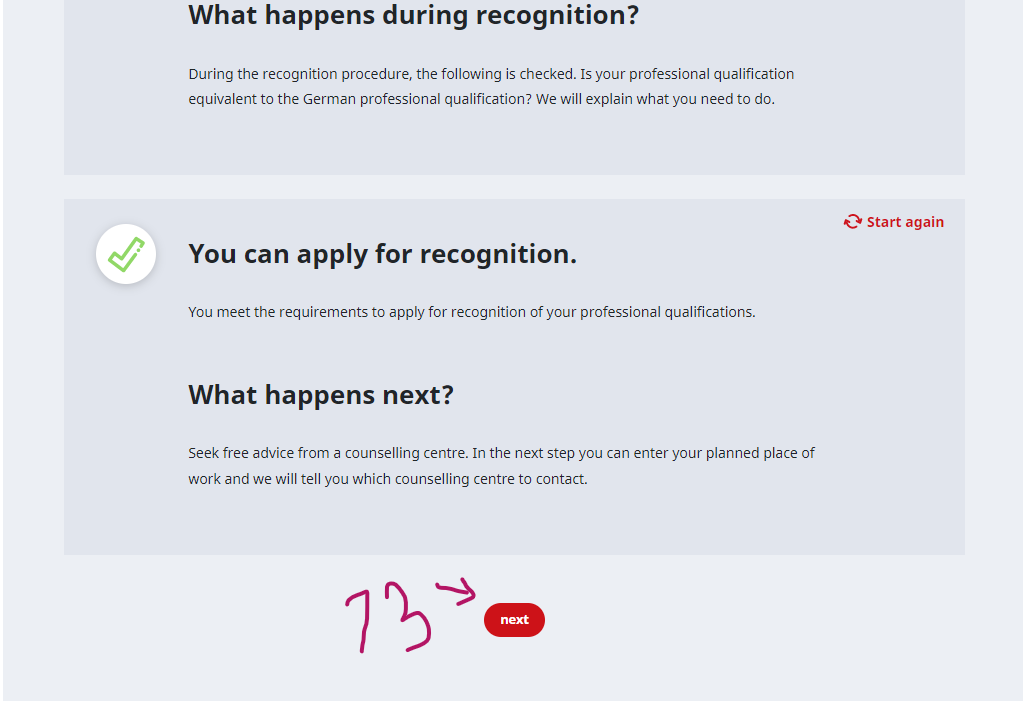 What happens during recognition?
During the recognition procedure, the following is checked. Is your professional qualification
equivalent to the German professional qualification? We will explain what you need to do.
Start again
You can apply for recognition.
You meet the requirements to apply for recognition of your professional qualifications.
What happens next?
Seek free advice from a counselling centre. In the next step you can enter your planned place of
work and we will tell you which counselling centre to contact.
73
next